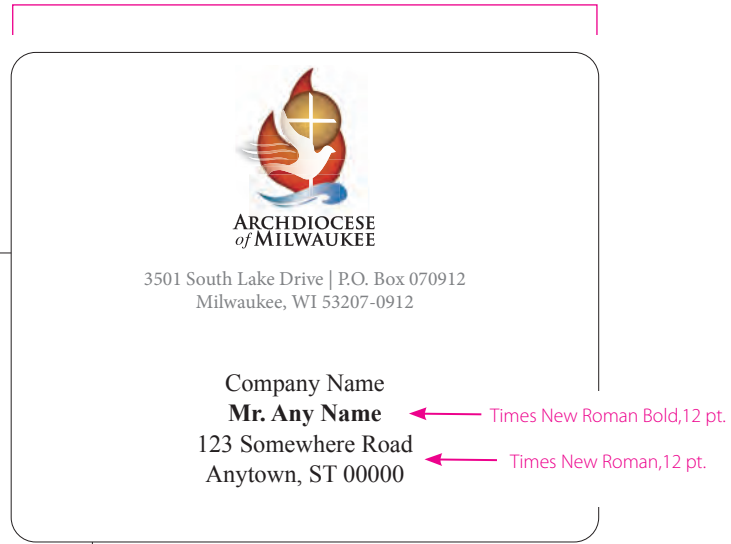 ARCHDIOCESE
of MILWAUKEE
3501 South Lake Drive | P.O. Box 070912
Milwaukee, WI 53207-0912
Company Name
Mr. Any Name
Times New Roman Bold,12 pt.
123 Somewhere Road
Times New Roman,12 pt.
Anytown, ST 00000